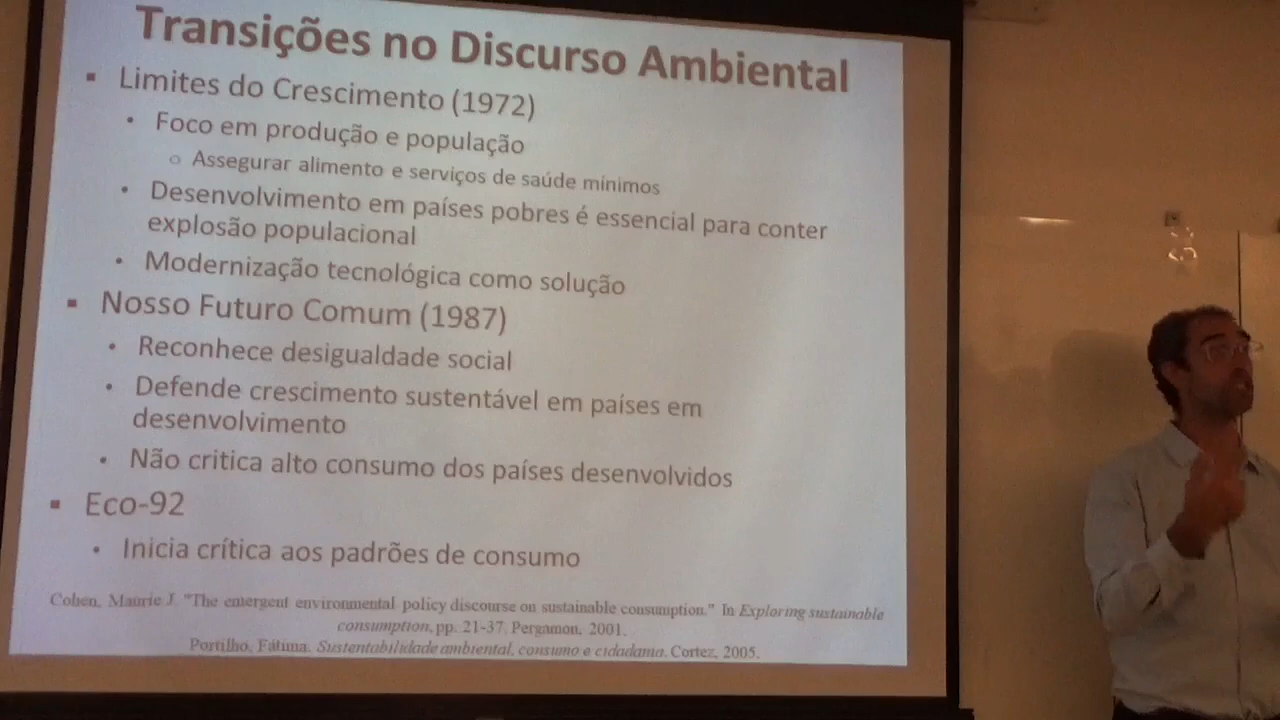 Transições no Discurso Ambiental
▪ Limites do Crescimento (1972)
• Foco em produção e população
o Assegurar alimento e serviços de saúde mínimos
• Desenvolvimento em países pobres é essencial para conter
explosão populacional
• Modernização tecnológica como solução
▪ Nosso Futuro Comum (1987)
• Reconhece desigualdade social
• Defende crescimento sustentável em países em
desenvolvimento
• Não critica alto consumo dos países desenvolvidos
▪ Eco-92
• Inicia crítica aos padrões de consumo
Cohen, Maurie J. "The emergent environmental policy discourse on sustainable consumption." In Exploring sustainable
consumption, pp. 21-37. Pergamon, 2001.
Portilho, Fátima. Sustentabilidade ambiental, consumo e cidadania. Cortez, 2005.